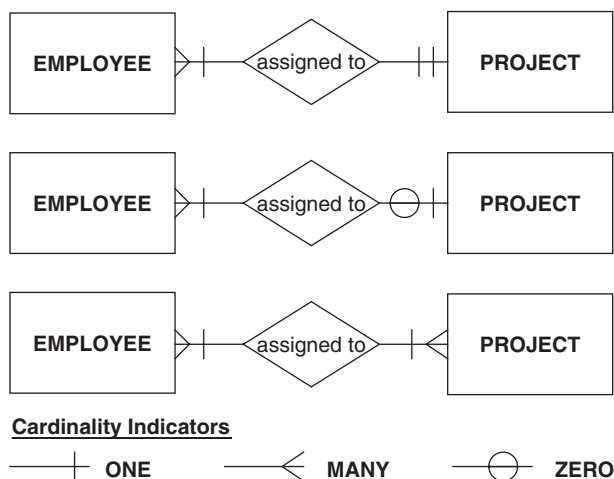 EMPLOYEE assigned to PROJECT
EMPLOYEE assigned to PROJECT
EMPLOYEE assigned to PROJECT
Cardinality Indicators
ONE MANY ZERO